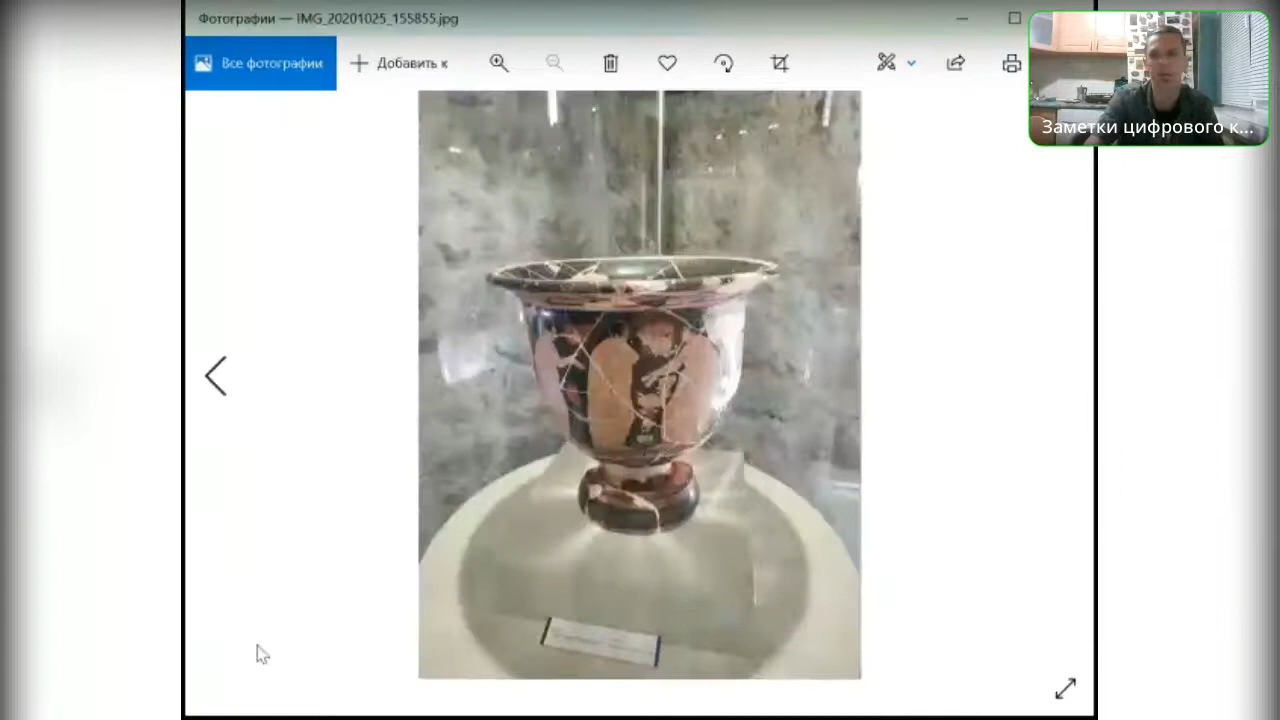 Фотографии — IMG_20201025_155855.jpg
Все фотографии
Добавить к
Заметки цифрового к...